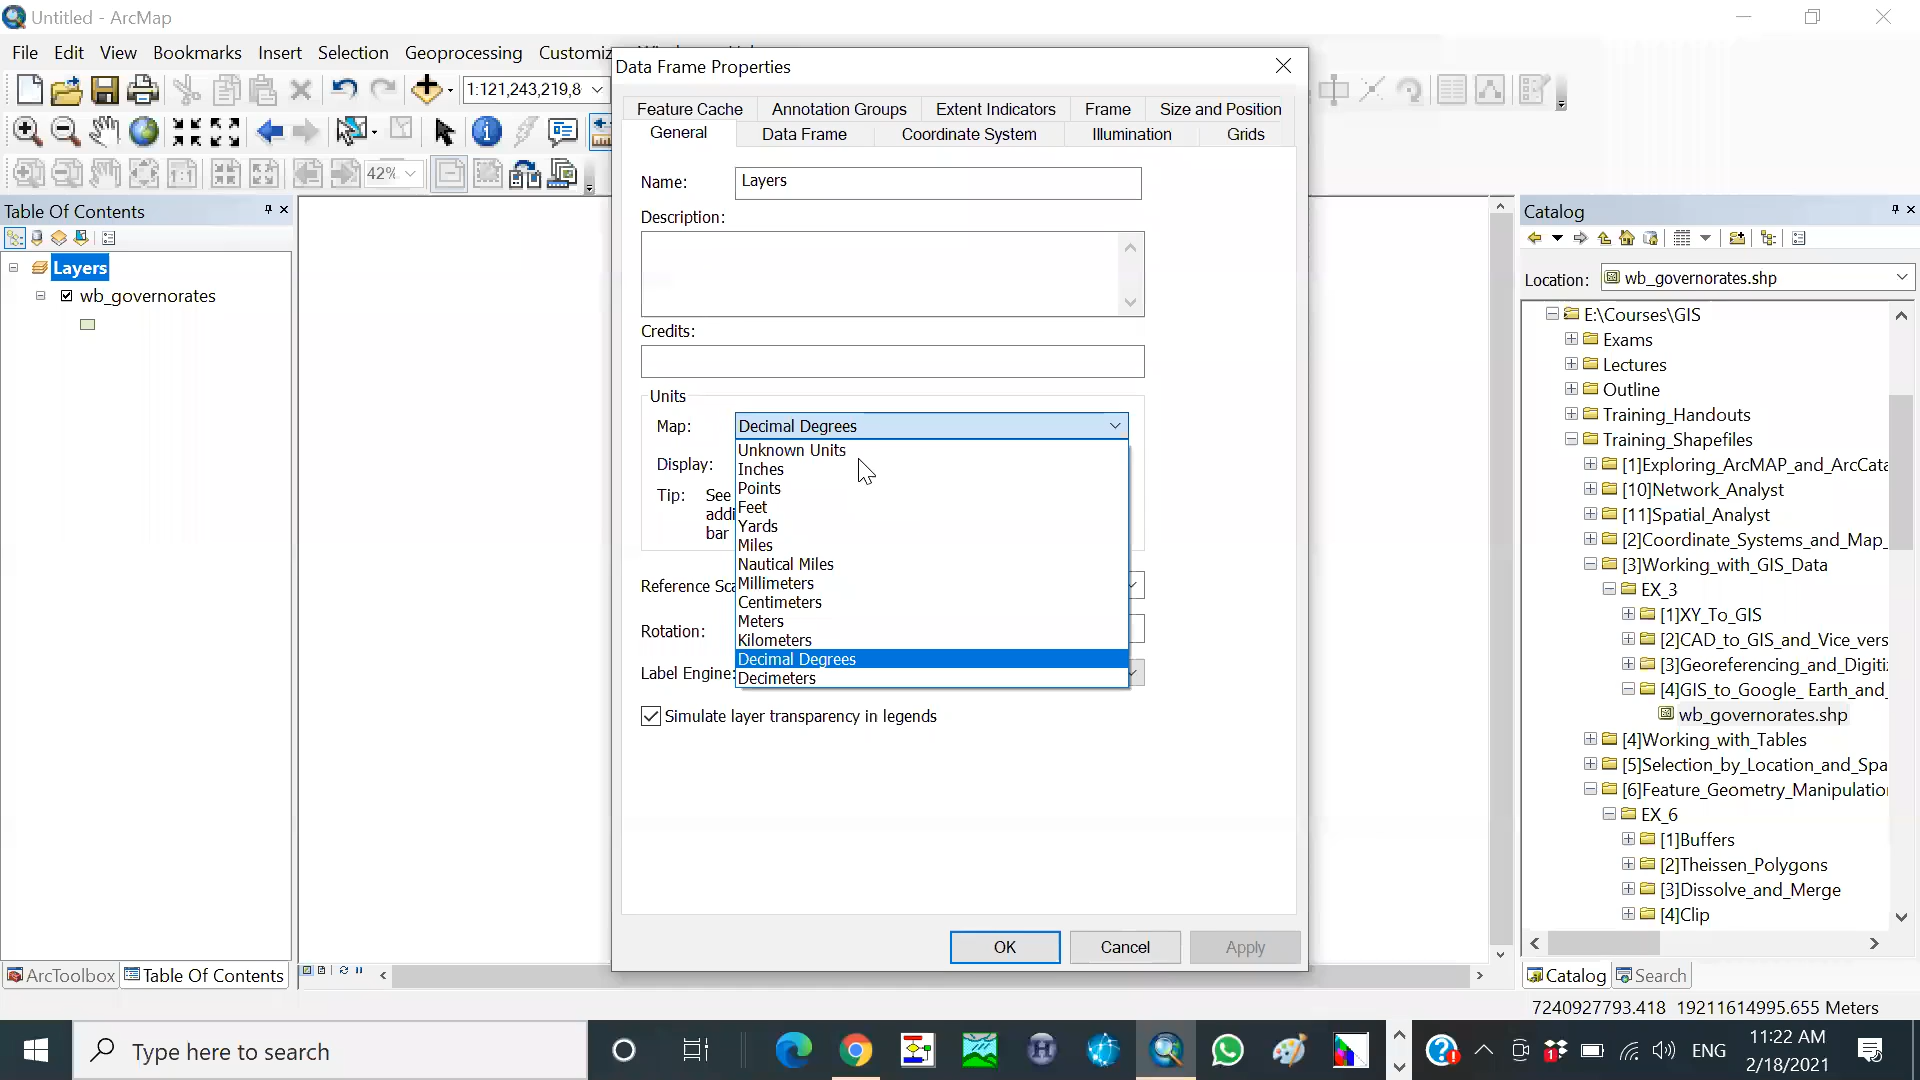 Untitled - ArcMap
File Edit View Bookmarks Insert Selection Geoprocessing Customiz
1:121,243,219,8
42%
Table Of Contents
Layers
wb_governorates
ArcToolbox
Table Of Contents
Data Frame Properties
Feature Cache Annotation Groups Extent Indicators Frame Size and Position
General Data Frame Coordinate System Illumination Grids
Name: Layers
Description:
Credits:
Units
Map: Decimal Degrees
Unknown Units
Inches
Points
Feet
Yards
Miles
Nautical Miles
Millimeters
Centimeters
Meters
Kilometers
Decimal Degrees
Decimeters
Display:
Tip: See
addi
bar
Reference Sca
Rotation:
Label Engine:
Simulate layer transparency in legends
OK Cancel Apply
Catalog
Location: wb_governorates.shp
E:\Courses\GIS
Exams
Lectures
Outline
Training_Handouts
Training_Shapefiles
[1]Exploring_ArcMAP_and_ArcCata
[10]Network_Analyst
[11]Spatial_Analyst
[2]Coordinate_Systems_and_Map_
[3]Working_with_GIS_Data
EX_3
[1]XY_To_GIS
[2]CAD_to_GIS_and_Vice_vers
[3]Georeferencing_and_Digiti
[4]GIS_to_Google_ Earth_and_
wb_governorates.shp
[4]Working_with_Tables
[5]Selection_by_Location_and_Spa
[6]Feature_Geometry_Manipulation
EX_6
[1]Buffers
[2]Theissen_Polygons
[3]Dissolve_and_Merge
[4]Clip
Catalog
Search
7240927793.418 19211614995.655 Meters
Type here to search
ENG
11:22 AM
2/18/2021